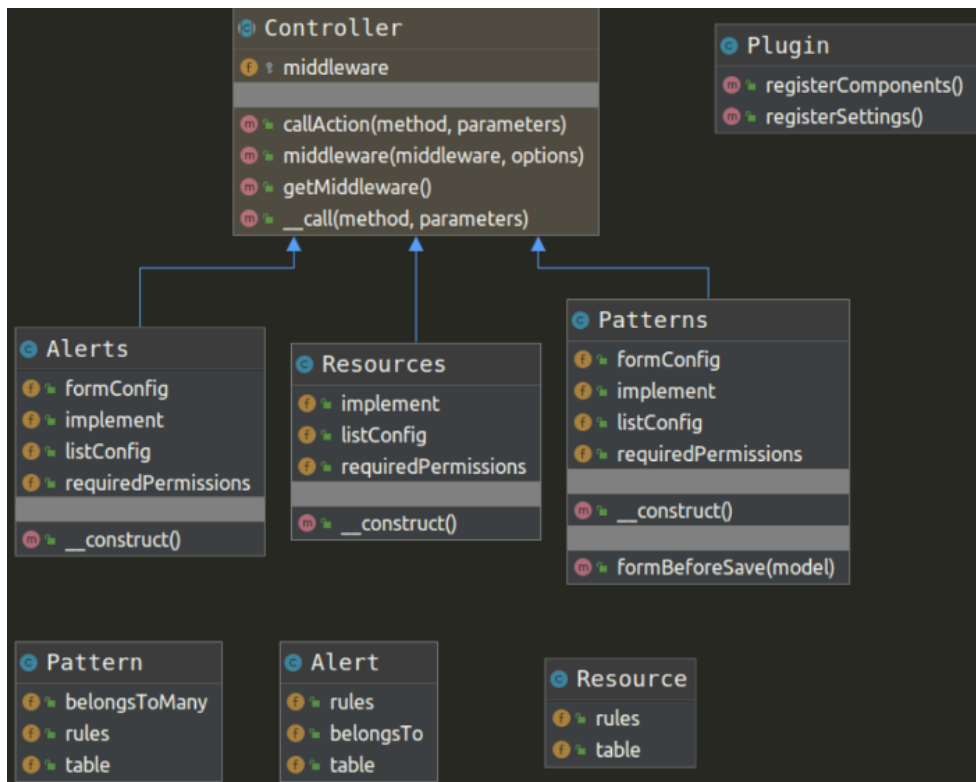 Controller
middleware
callAction(method, parameters)
middleware(middleware, options)
getMiddleware()
__call(method, parameters)
Plugin
registerComponents()
registerSettings()
Alerts
formConfig
implement
listConfig
requiredPermissions
__construct()
Resources
implement
listConfig
requiredPermissions
__construct()
Patterns
formConfig
implement
listConfig
requiredPermissions
__construct()
formBeforeSave(model)
Pattern
belongsToMany
rules
table
Alert
rules
belongsTo
table
Resource
rules
table